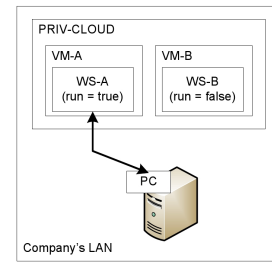 PRIV-CLOUD
VM-A
VM-B
WS-A
(run = true)
WS-B
(run = false)
PC
Company's LAN